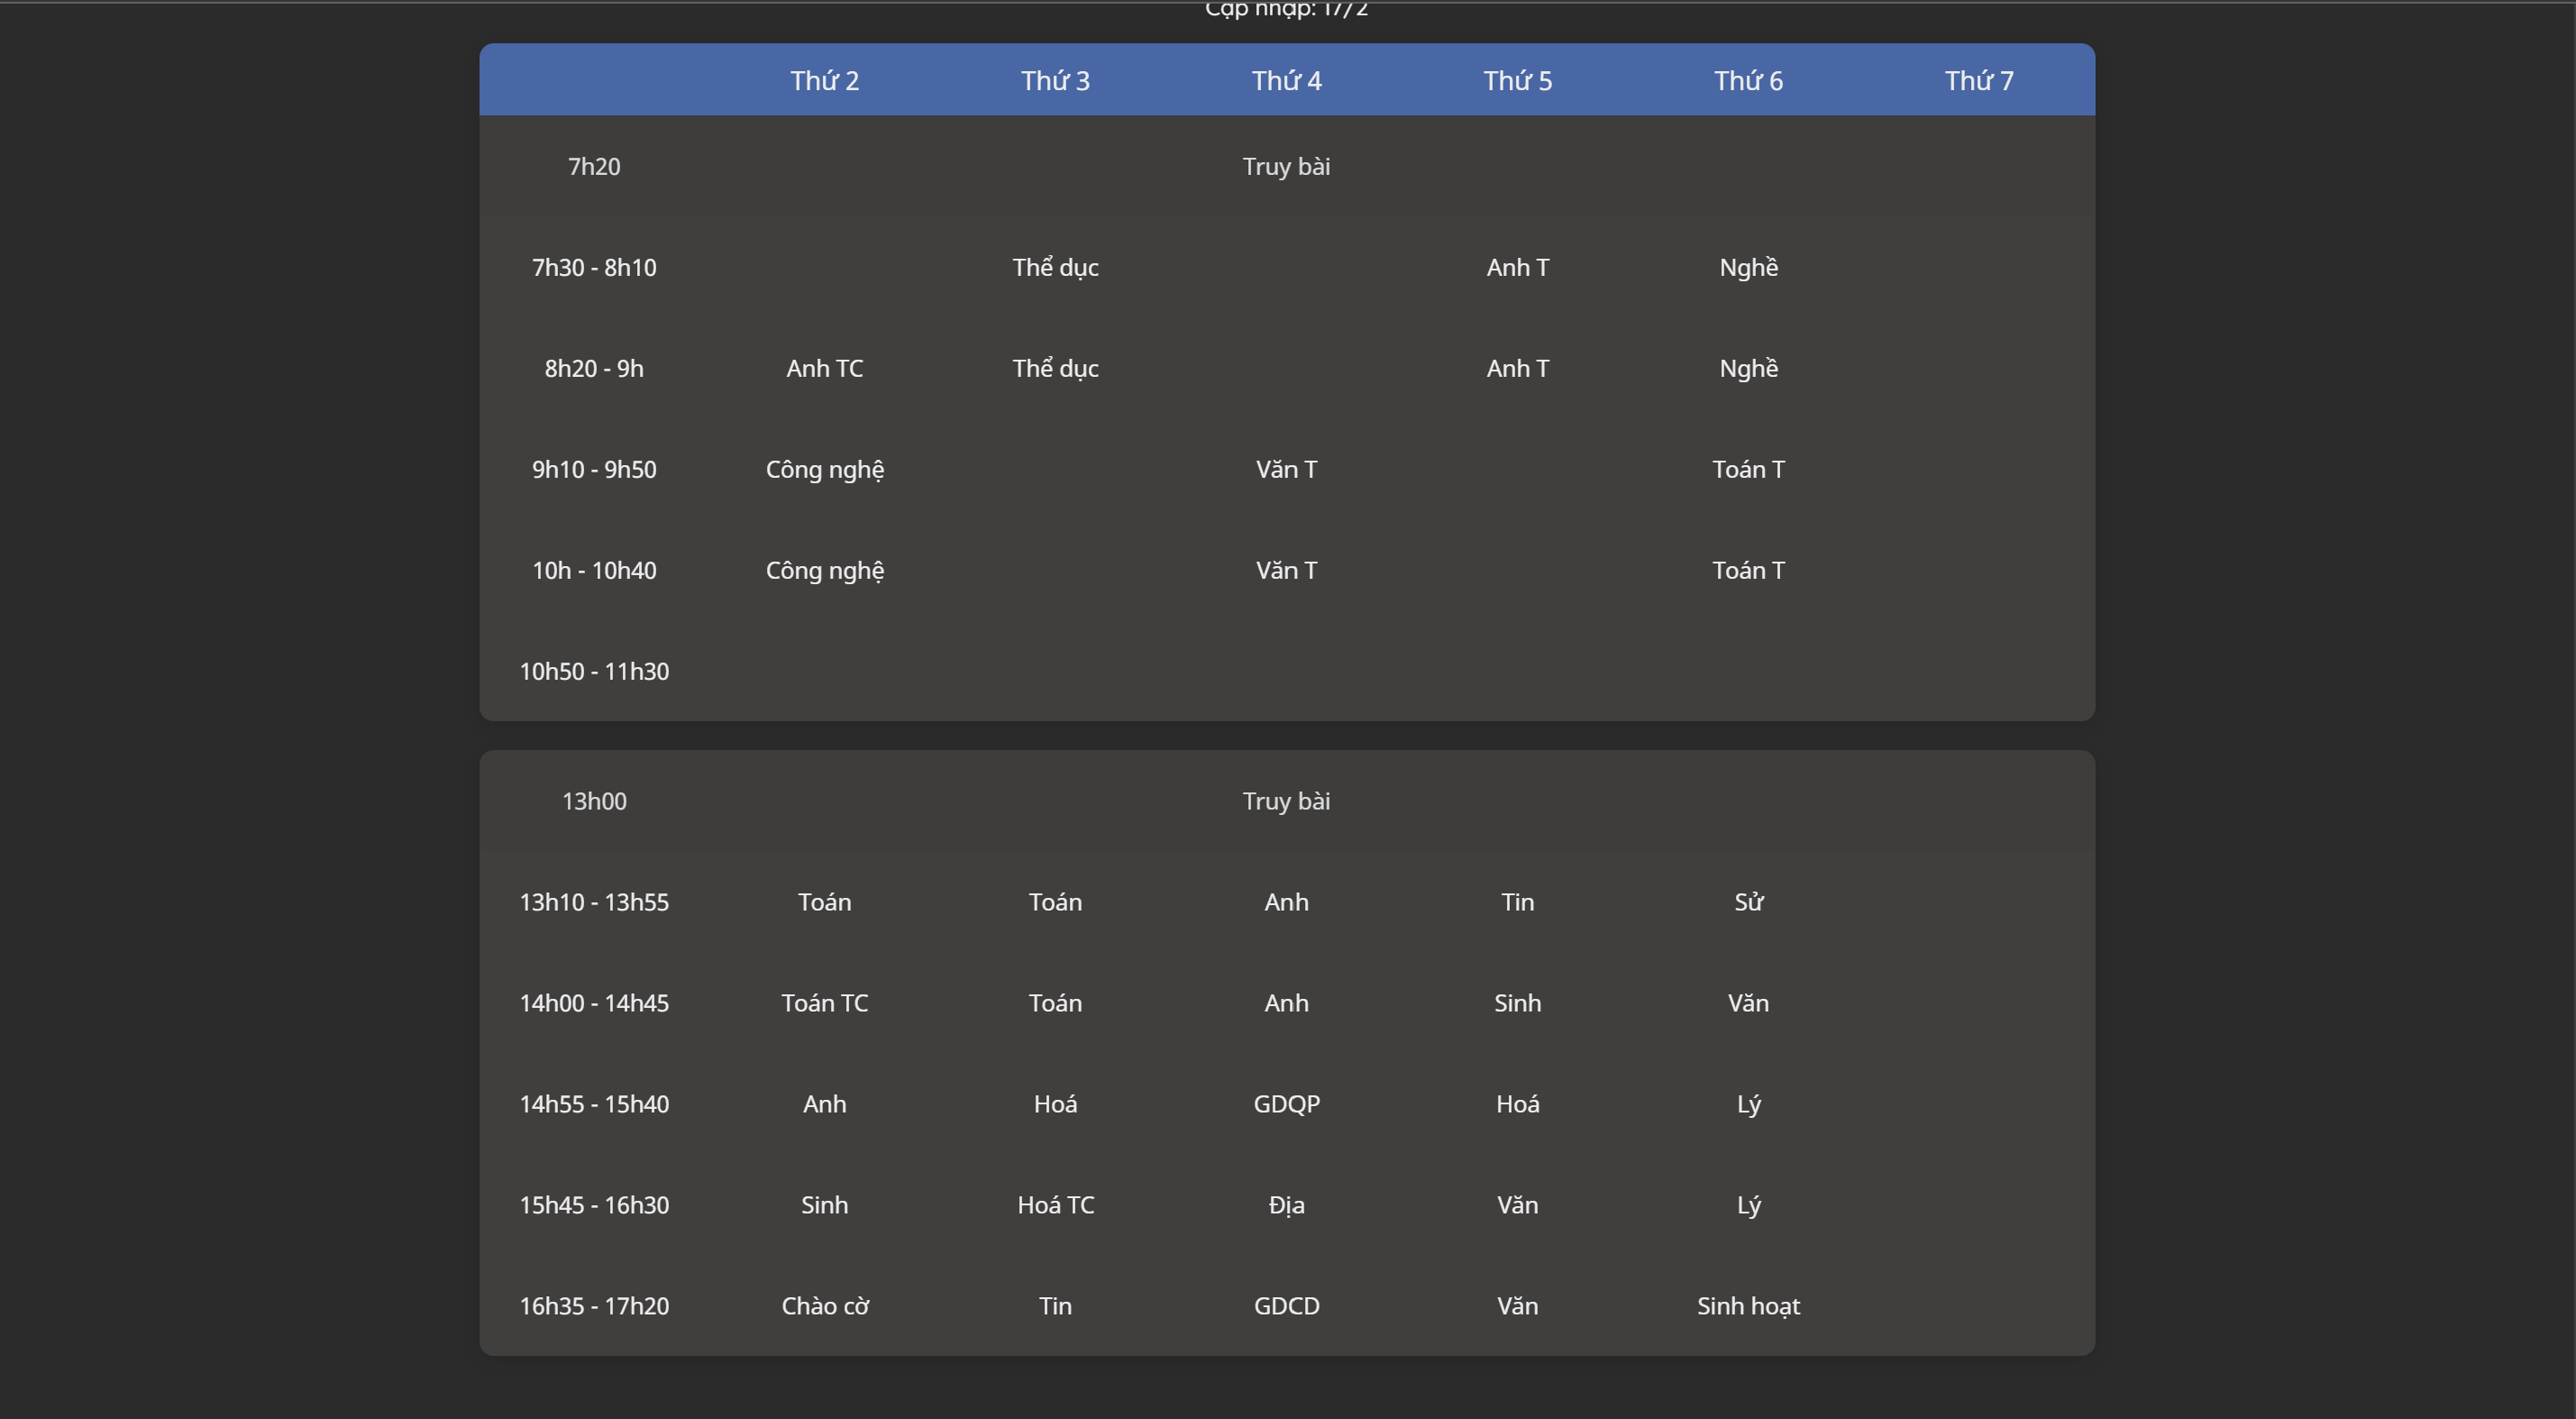 Cập nhập: 17/2
Thứ 2 Thứ 3 Thứ 4 Thứ 5 Thứ 6 Thứ 7
7h20 Truy bài
7h30 - 8h10 Thể dục Anh T Nghề
8h20 - 9h Anh TC Thể dục Anh T Nghề
9h10 - 9h50 Công nghệ Văn T Toán T
10h - 10h40 Công nghệ Văn T Toán T
10h50 - 11h30
13h00 Truy bài
13h10 - 13h55 Toán Toán Anh Tin Sử
14h00 - 14h45 Toán TC Toán Anh Sinh Văn
14h55 - 15h40 Anh Hoá GDQP Hoá Lý
15h45 - 16h30 Sinh Hoá TC Địa Văn Lý
16h35 - 17h20 Chào cờ Tin GDCD Văn Sinh hoạt